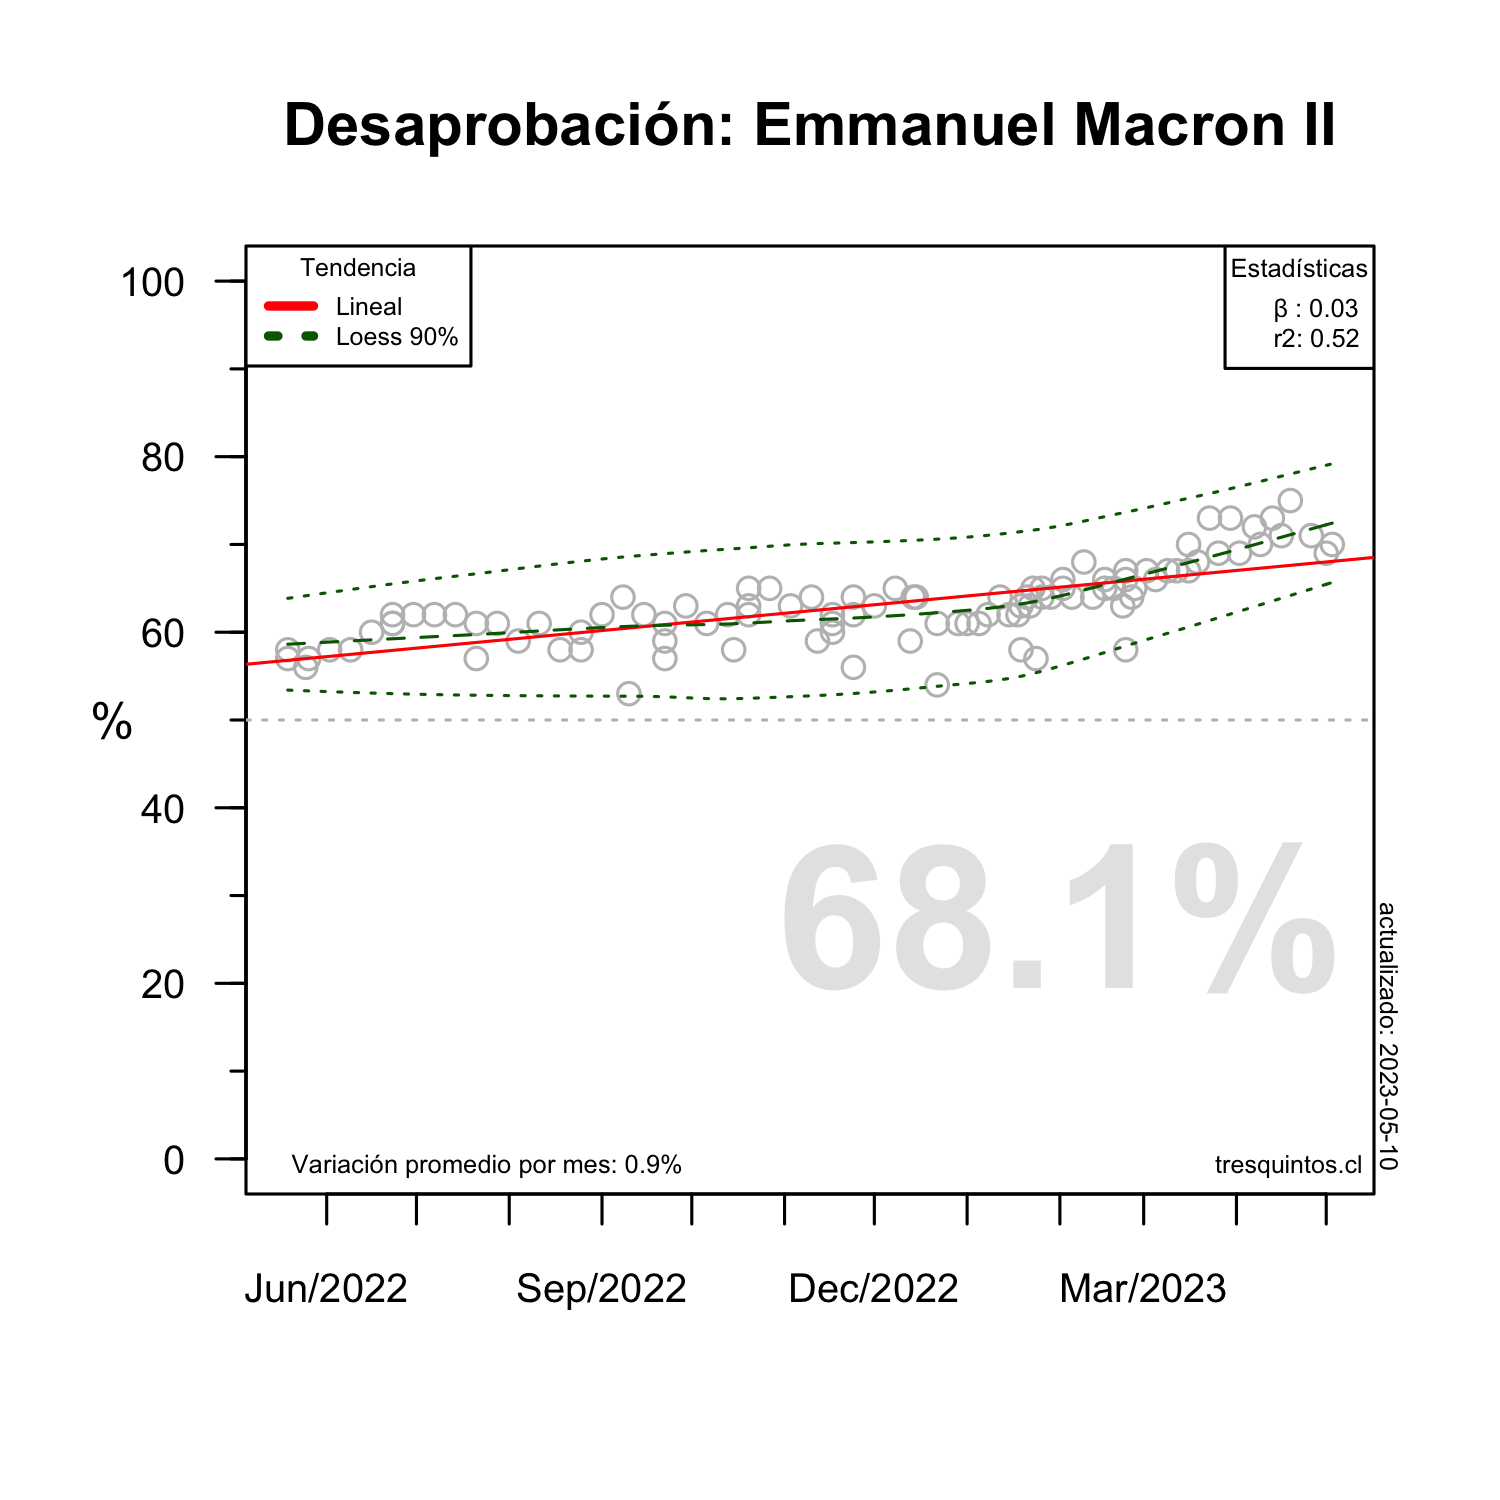 Desaprobación: Emmanuel Macron II
Tendencia
Lineal
Loess 90%
Estadísticas
β : 0.03
r2: 0.52
100
80
60
%
40
20
0
68.1%
actualizado: 2023-05-10
Variación promedio por mes: 0.9%
tresquintos.cl
Jun/2022
Sep/2022
Dec/2022
Mar/2023